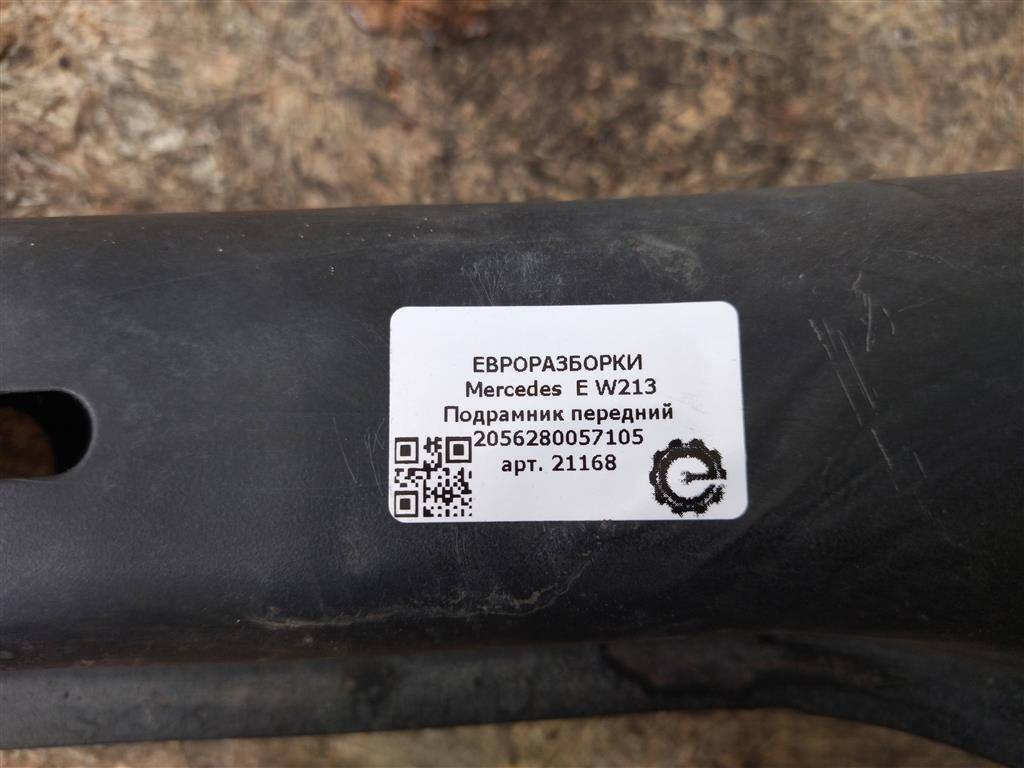 ЕВРОРАЗБОРКИ
Mercedes E W213
Подрамник передний
2056280057105
арт. 21168